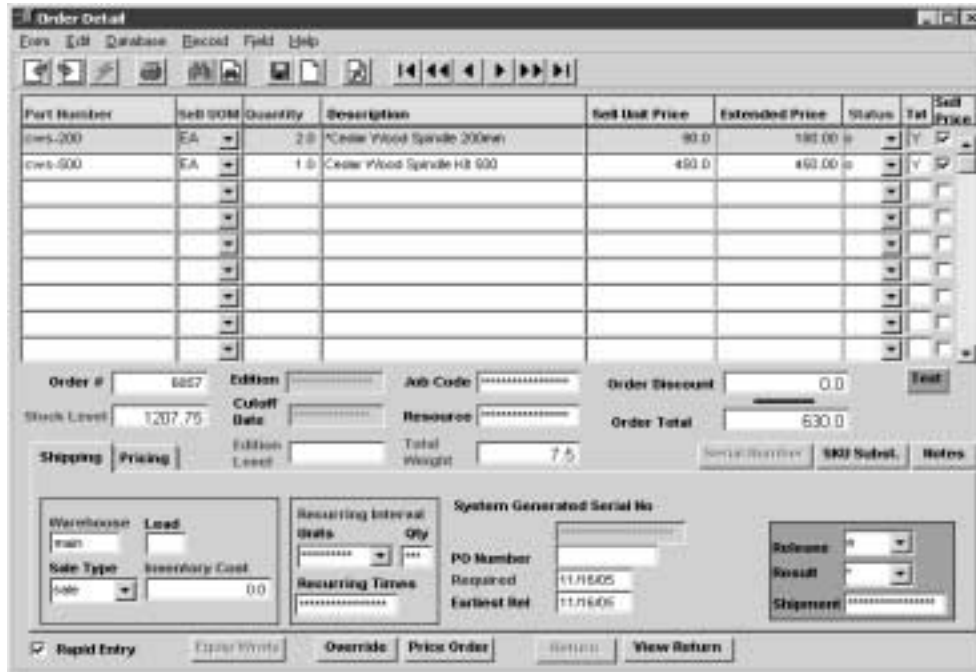 Order Detail
Form Edit Database Record Field Help
Part Number Sell UOM Quantity Description Sell Unit Price Extended Price Status Txt Sell Price
cws-200 EA 2.0 *Cedar Wood Spindle 200mm 90.0 180.00 o Y
cws-500 EA 1.0 Cedar Wood Spindle Kit 500 450.0 450.00 o Y
Order # 6857 Edition Job Code **************** Order Discount 0.0 Text
Stock Level 1207.75 Cutoff Date Resource **************** Order Total 630.0
Edition Level Total Weight 7.5 Serial Number SKU Subst. Notes
Shipping Pricing
Warehouse Lead
main
Sale Type Inventory Cost
sale 0.0
Recurring Interval
Units Qty
********* ***
Recurring Times
****************
System Generated Serial No
PO Number
Required 11/16/05
Earliest Rel 11/16/05
Release
Result *
Shipment ****************
Rapid Entry Override Price Order Return View Return